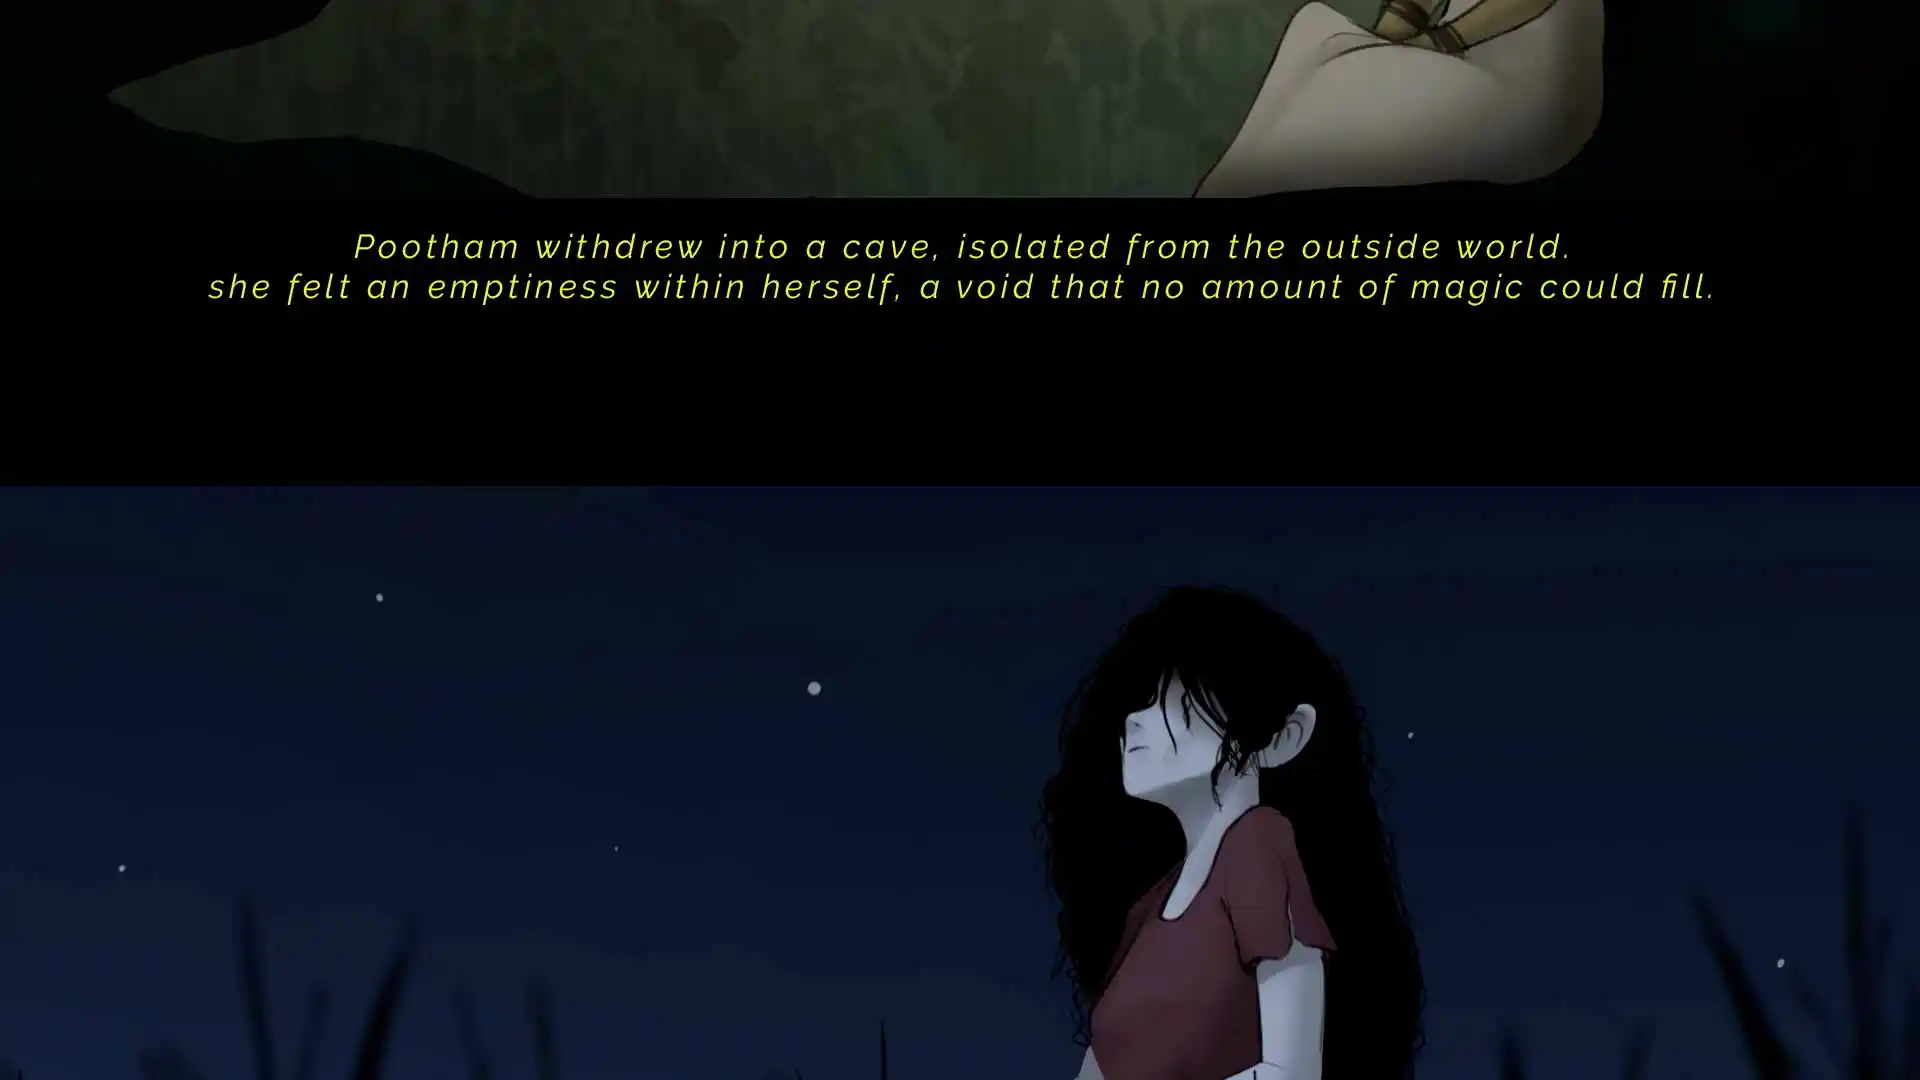 Pootham withdrew into a cave, isolated from the outside world.
she felt an emptiness within herself, a void that no amount of magic could fill.